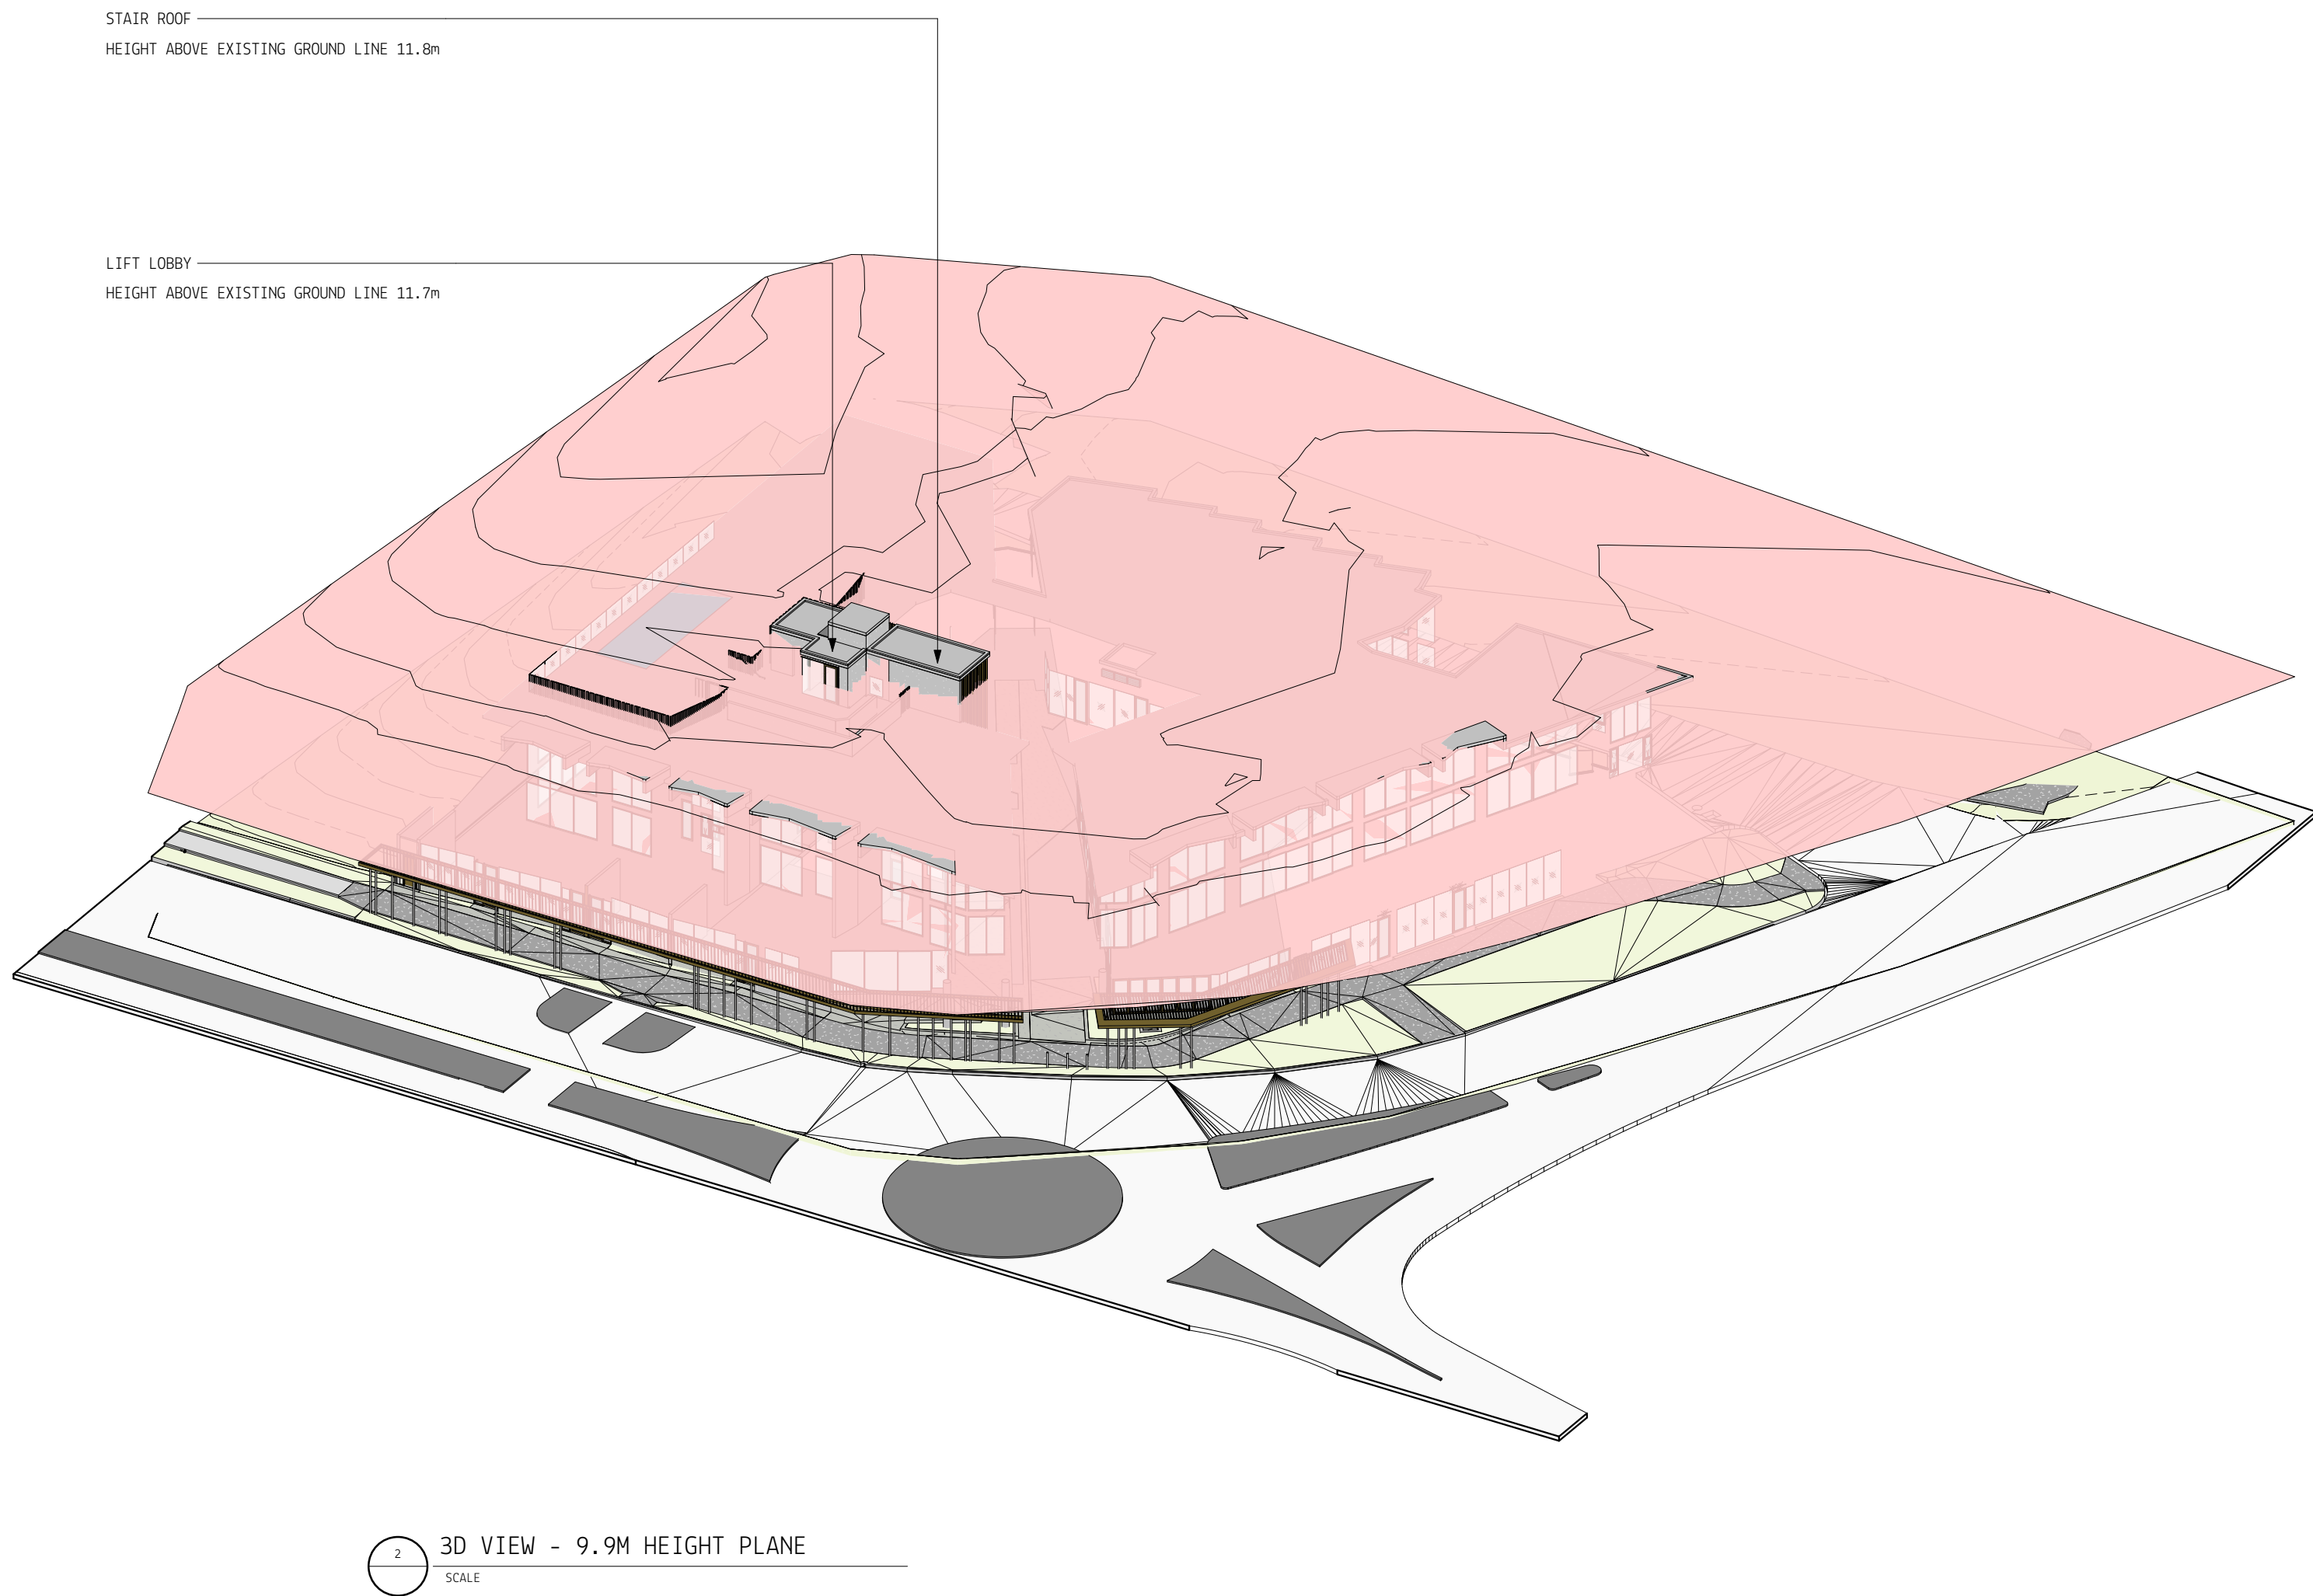 STAIR ROOF
HEIGHT ABOVE EXISTING GROUND LINE 11.8m
LIFT LOBBY
HEIGHT ABOVE EXISTING GROUND LINE 11.7m
2
3D VIEW - 9.9M HEIGHT PLANE
SCALE